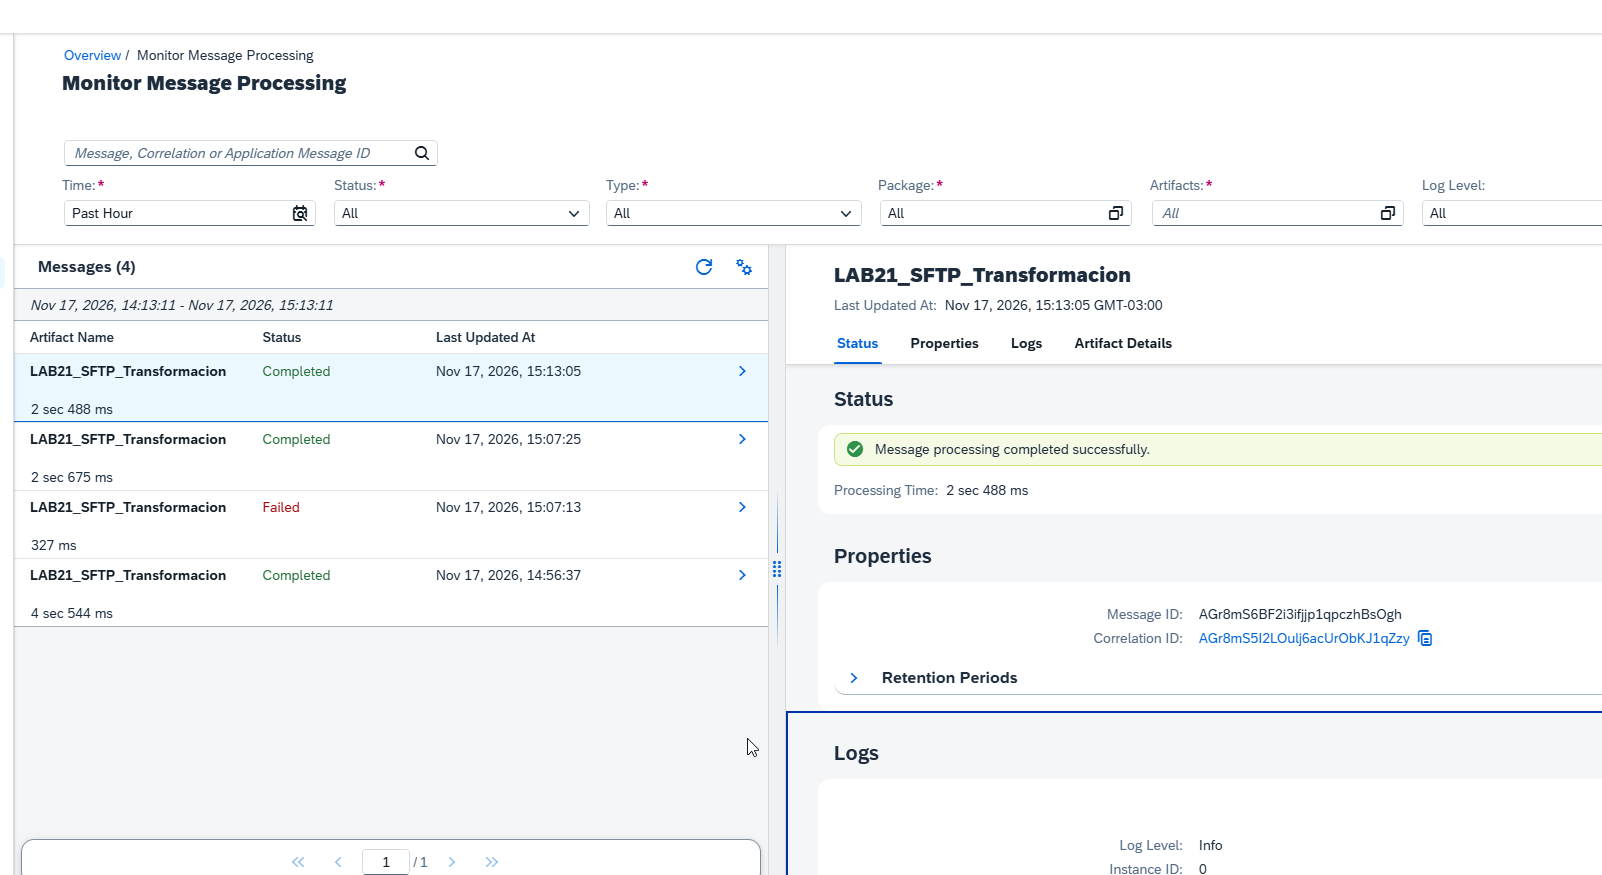 Overview / Monitor Message Processing
Monitor Message Processing
Message, Correlation or Application Message ID
Time:* Status:* Type:* Package:* Artifacts:* Log Level:
Past Hour All All All All All
Messages (4)
Nov 17, 2026, 14:13:11 - Nov 17, 2026, 15:13:11
Artifact Name Status Last Updated At
LAB21_SFTP_Transformacion Completed Nov 17, 2026, 15:13:05
2 sec 488 ms
LAB21_SFTP_Transformacion Completed Nov 17, 2026, 15:07:25
2 sec 675 ms
LAB21_SFTP_Transformacion Failed Nov 17, 2026, 15:07:13
327 ms
LAB21_SFTP_Transformacion Completed Nov 17, 2026, 14:56:37
4 sec 544 ms
1 / 1
LAB21_SFTP_Transformacion
Last Updated At: Nov 17, 2026, 15:13:05 GMT-03:00
Status Properties Logs Artifact Details
Status
Message processing completed successfully.
Processing Time: 2 sec 488 ms
Properties
Message ID: AGr8mS6BF2i3ifjjp1qpczhBsOgh
Correlation ID: AGr8mS5I2LOulj6acUrObKJ1qZzy
Retention Periods
Logs
Log Level: Info
Instance ID: 0